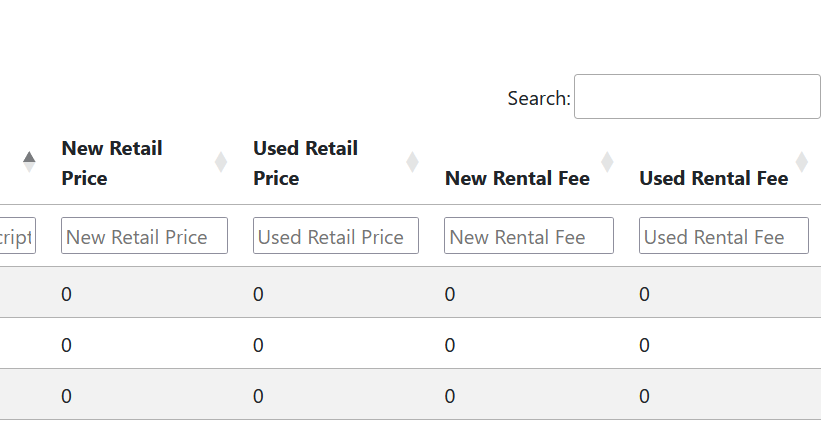 Search:
New Retail Price
Used Retail Price
New Rental Fee
Used Rental Fee
cript
New Retail Price
Used Retail Price
New Rental Fee
Used Rental Fee
0 0 0 0
0 0 0 0
0 0 0 0